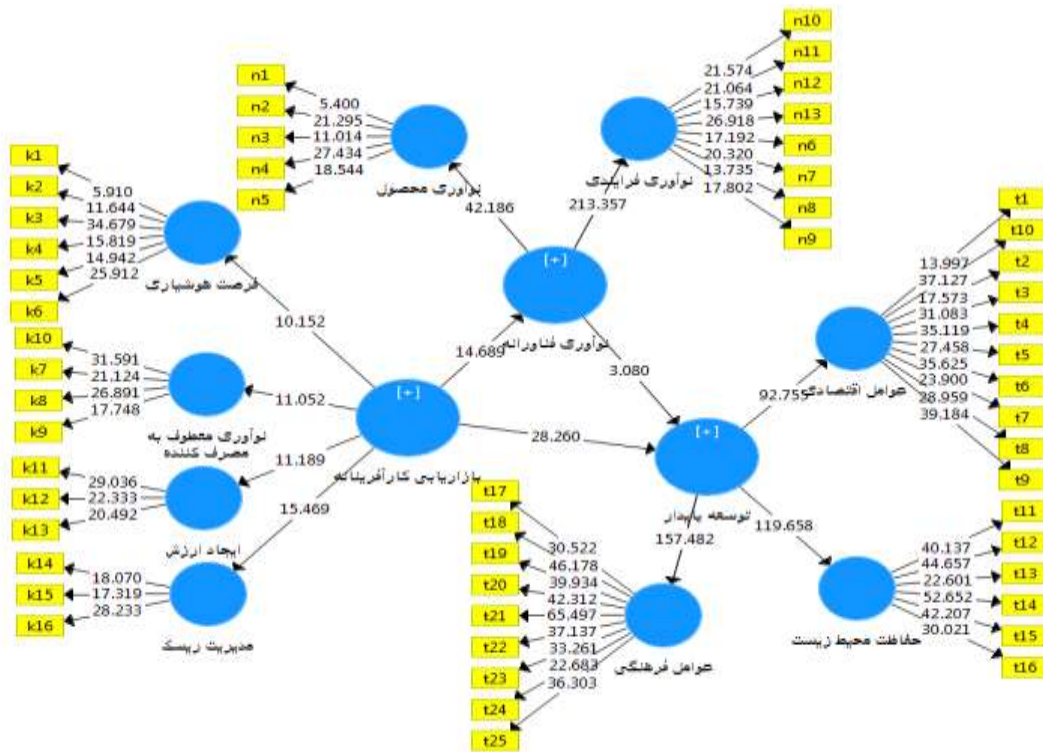 n10
n11
n12
n13
n6
n7
n8
n9
21.574
21.064
15.739
26.918
17.192
20.320
13.735
17.802
نوآوری فرایندی
n1
n2
n3
n4
n5
5.400
21.295
11.014
27.434
18.544
نوآوری محصول
42.186
213.357
k1
k2
k3
k4
k5
k6
5.910
11.644
34.679
15.819
14.942
25.912
فرصت هوشیاری
[+]
نوآوری فناورانه
10.152
14.689
3.080
t1
t10
t2
t3
t4
t5
t6
t7
t8
t9
13.997
37.127
17.573
31.083
35.119
27.458
35.625
23.900
28.959
39.184
عوامل اقتصادی
92.755
k10
k7
k8
k9
31.591
21.124
26.891
17.748
نوآوری معطوف به
مصرف کننده
11.052
[+]
بازاریابی کارآفرینانه
28.260
[+]
توسعه پایدار
11.189
15.469
k11
k12
k13
29.036
22.333
20.492
ایجاد ارزش
k14
k15
k16
18.070
17.319
28.233
مدیریت ریسک
157.482
119.658
t17
t18
t19
t20
t21
t22
t23
t24
t25
30.522
46.178
39.934
42.312
65.497
37.137
33.261
22.683
36.303
عوامل فرهنگی
t11
t12
t13
t14
t15
t16
40.137
44.657
22.601
52.652
42.207
30.021
حفاظت محیط زیست